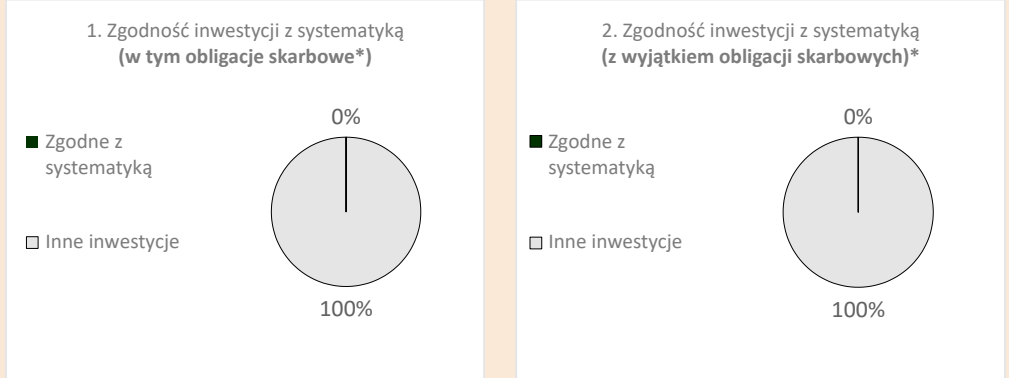 1. Zgodność inwestycji z systematyką
(w tym obligacje skarbowe*)
0%
Zgodne z
systematyką
Inne inwestycje
100%
2. Zgodność inwestycji z systematyką
(z wyjątkiem obligacji skarbowych)*
0%
Zgodne z
systematyką
Inne inwestycje
100%